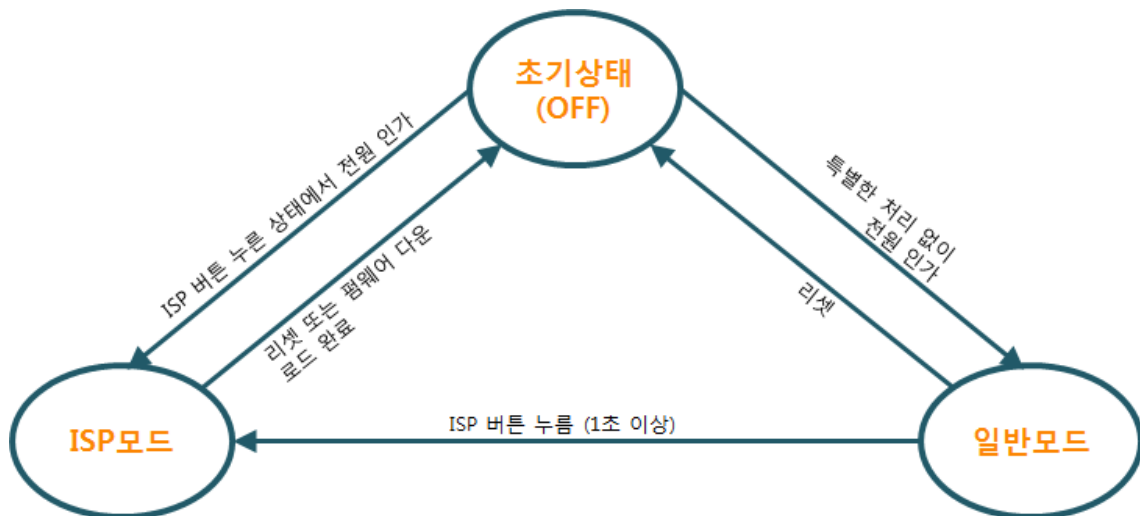 초기상태
(OFF)
ISP 버튼 누른 상태에서 전원 인가
특별한 처리 없이
전원 인가
리셋 또는 펌웨어 다운
로드 완료
리셋
ISP 버튼 누름 (1초 이상)
ISP모드
일반모드